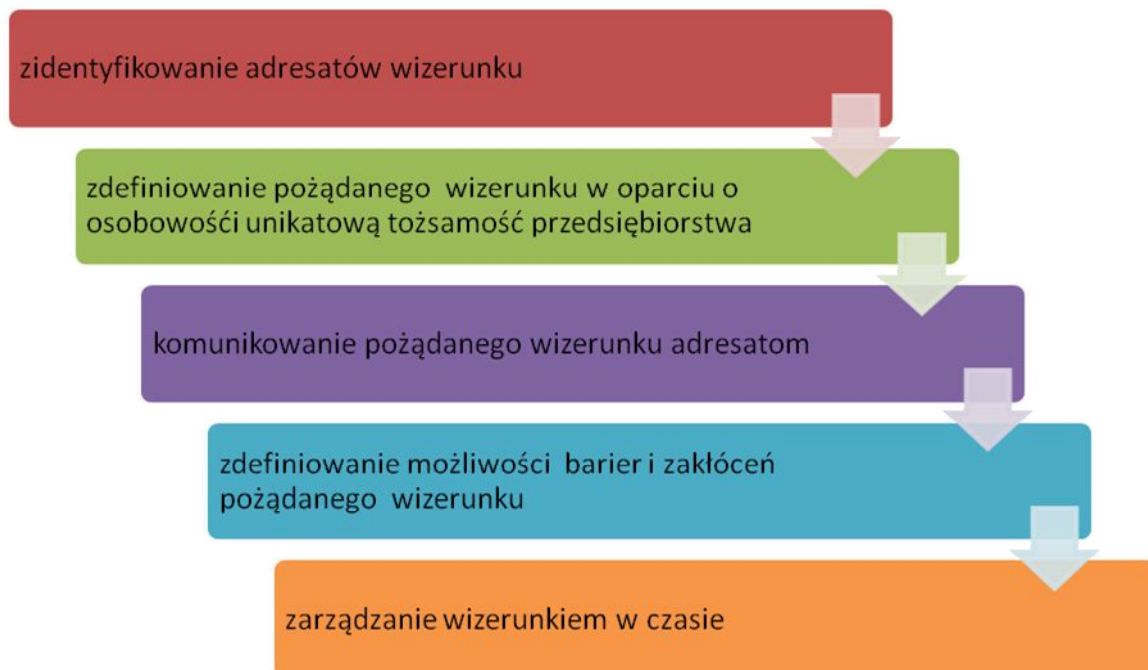 zidentyfikowanie adresatów wizerunku
zdefiniowanie pożądanego wizerunku w oparciu o
osobowośći unikatową tożsamość przedsiębiorstwa
komunikowanie pożądanego wizerunku adresatom
zdefiniowanie możliwości barier i zakłóceń
pożądanego wizerunku
zarządzanie wizerunkiem w czasie